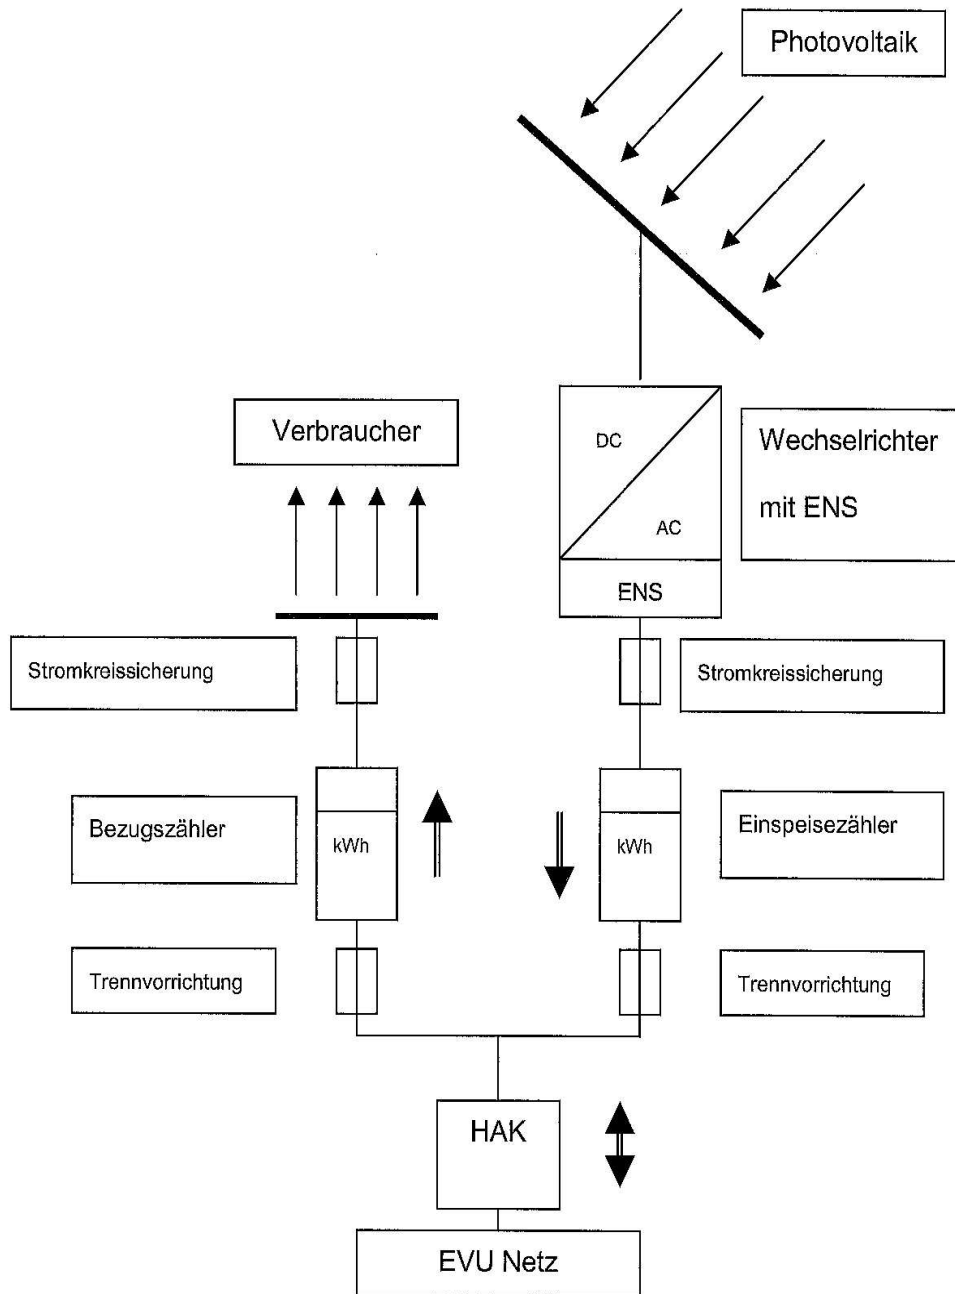 Photovoltaik
Verbraucher
DC
AC
ENS
Wechselrichter
mit ENS
Stromkreissicherung
Stromkreissicherung
Bezugszähler
kWh
kWh
Einspeisezähler
Trennvorrichtung
Trennvorrichtung
HAK
EVU Netz